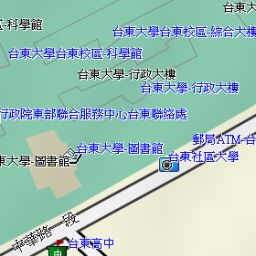 乂-科學館
台東大學台東校區-綜合大樓
台東大學台東校區-科學館
台東大學-行政大樓
台東大學-行政大樓
行政院東部聯合服務中心台東聯絡處
郵局ATM-台
台東大學-圖書館
東大學-圖書館
台東社區大學
中華路一段
台東高中